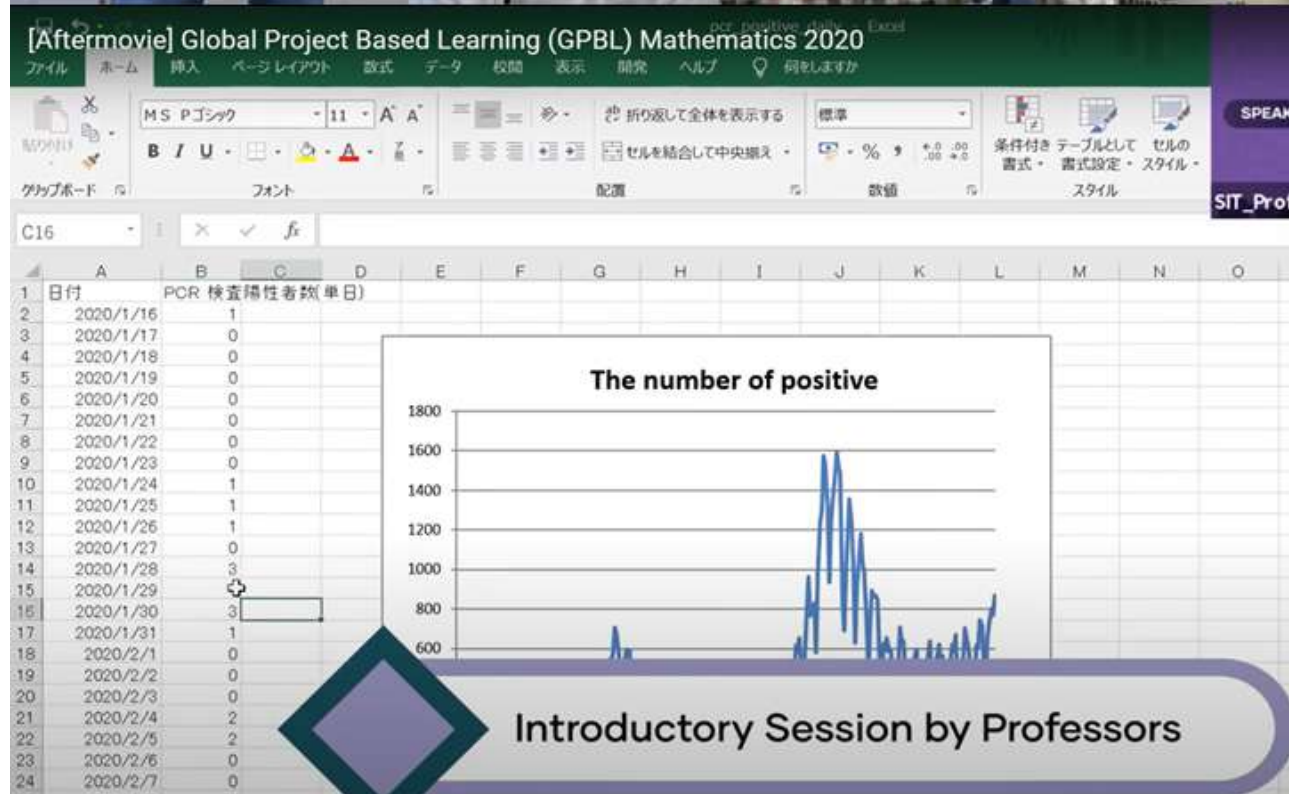 pcr_positive_daily - Excel
[Aftermovie] Global Project Based Learning (GPBL) Mathematics 2020
ファイル ホーム 挿入 ページ レイアウト 数式 データ 校閲 表示 開発 ヘルプ 何をしますか
MS Pゴシック 11 A A 折り返して全体を表示する 標準
SPEAK
貼り付け B I U A セルを結合して中央揃え % 条件付き 書式 テーブルとして 書式設定 セルの スタイル
クリップボード フォント 配置 数値 スタイル
SIT_Prof
C16 fx
A B C D E F G H I J K L M N O
1 日付 PCR 検査陽性者数(単日)
2 2020/1/16 1
3 2020/1/17 0
4 2020/1/18 0
5 2020/1/19 0
6 2020/1/20 0
7 2020/1/21 0
8 2020/1/22 0
9 2020/1/23 0
10 2020/1/24 1
11 2020/1/25 1
12 2020/1/26 1
13 2020/1/27 0
14 2020/1/28 3
15 2020/1/29
16 2020/1/30 3
17 2020/1/31 1
18 2020/2/1 0
19 2020/2/2 0
20 2020/2/3 0
21 2020/2/4 2
22 2020/2/5 2
23 2020/2/6 0
24 2020/2/7 0
The number of positive
1800
1600
1400
1200
1000
800
600
Introductory Session by Professors